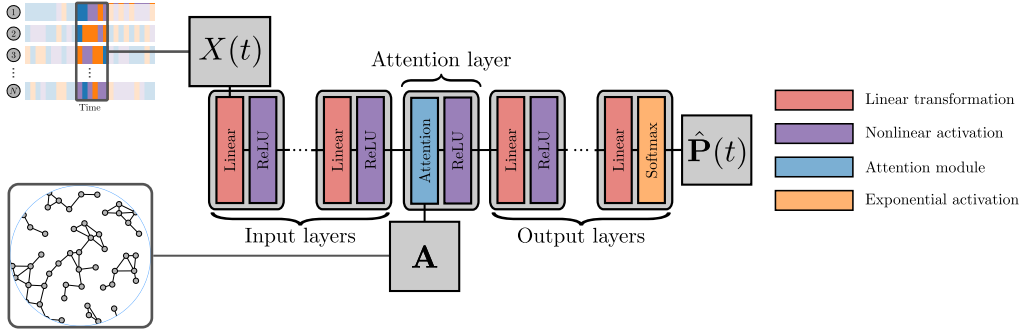 1
2
3
⋮
N
⋮
Time
X(t)
Attention layer
Linear
ReLU
...
Linear
ReLU
Attention
ReLU
Linear
ReLU
...
Linear
Softmax
P̂(t)
Input layers
Output layers
A
Linear transformation
Nonlinear activation
Attention module
Exponential activation